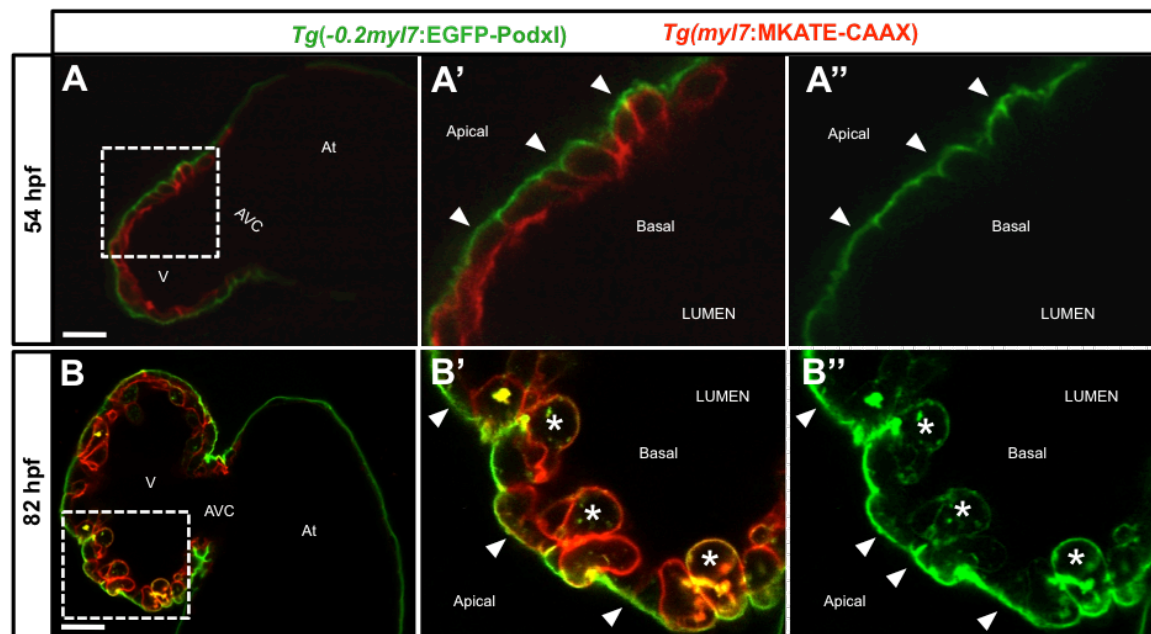 Tg(-0.2myl7:EGFP-PodxI) Tg(myl7:MKATE-CAAX)
54 hpf
A
At
AVC
V
A'
Apical
Basal
LUMEN
A''
Apical
Basal
LUMEN
82 hpf
B
V
AVC
At
B'
LUMEN
*
Basal
*
*
Apical
B''
LUMEN
*
Basal
*
*
Apical